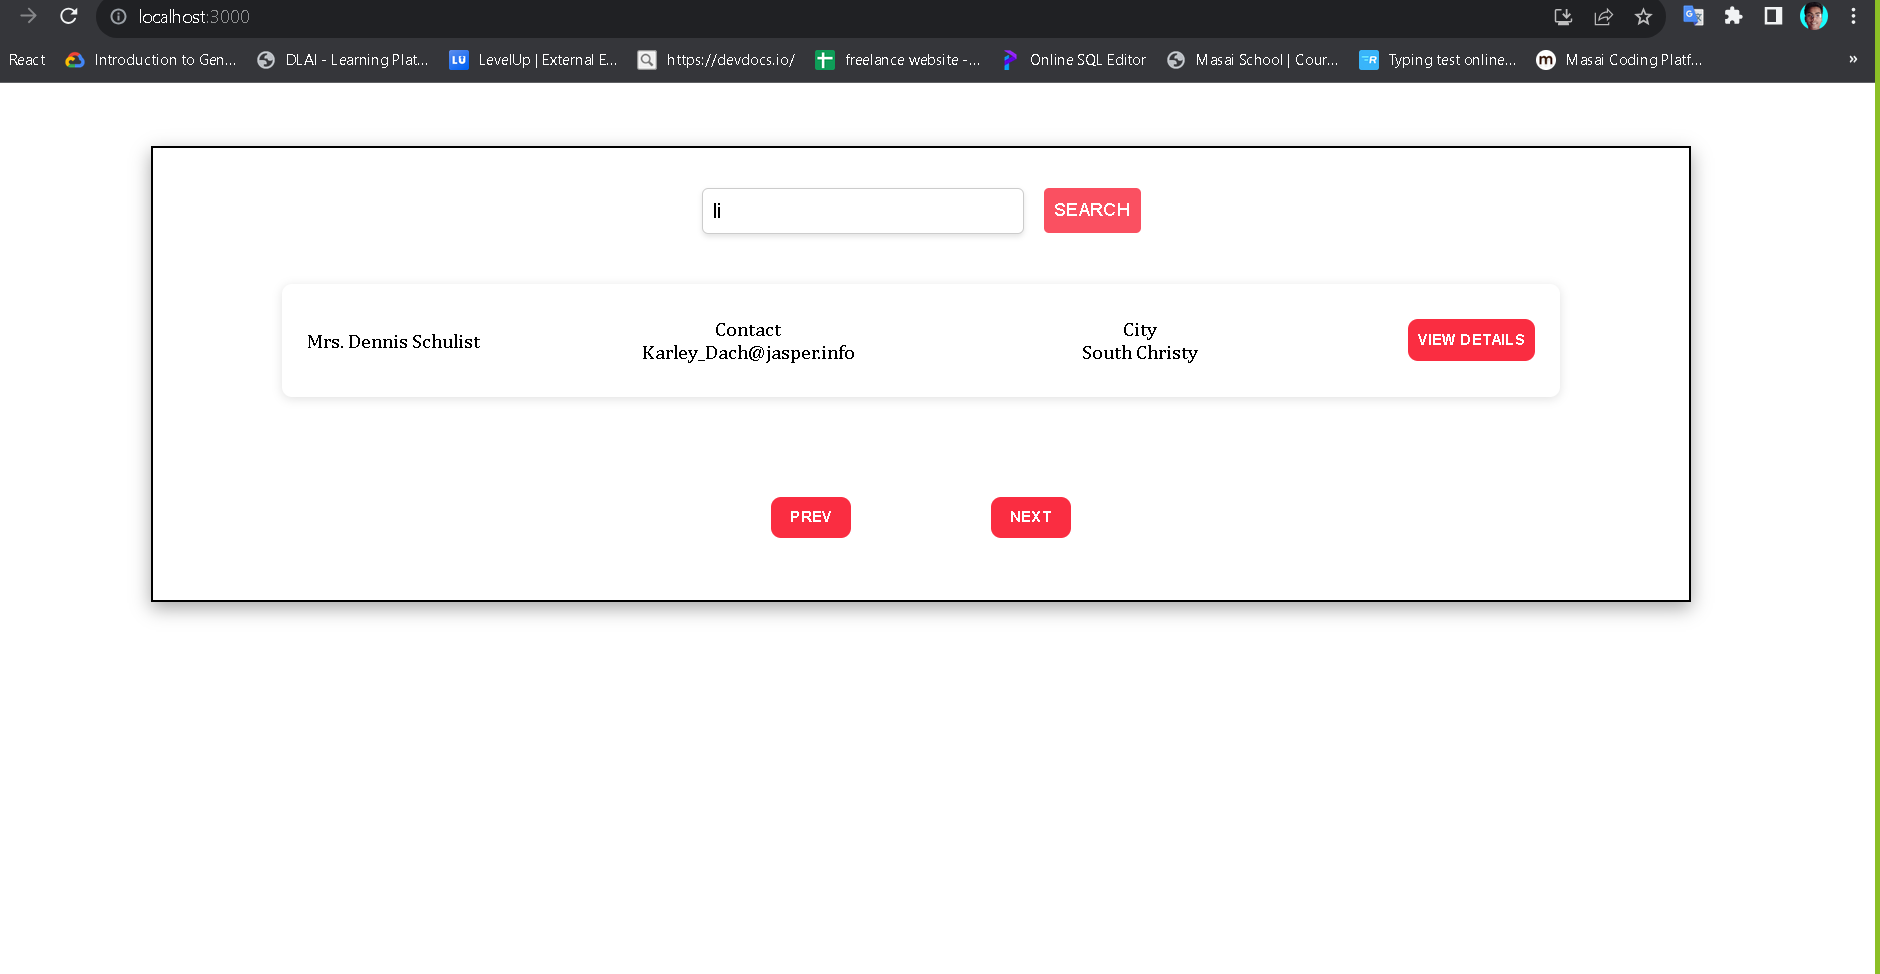 localhost:3000
React Introduction to Gen... DLAI - Learning Plat... LU LevelUp | External E... https://devdocs.io/ freelance website -... Online SQL Editor Masai School | Cour... Typing test online... m Masai Coding Platf... »
li SEARCH
Mrs. Dennis Schulist
Contact
Karley_Dach@jasper.info
City
South Christy
VIEW DETAILS
PREV NEXT